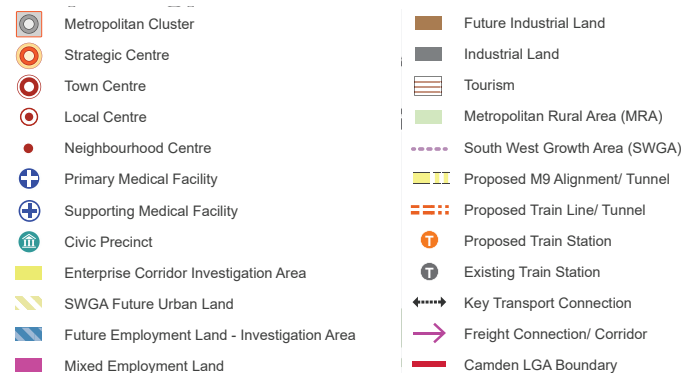 Metropolitan Cluster
Strategic Centre
Town Centre
Local Centre
Neighbourhood Centre
Primary Medical Facility
Supporting Medical Facility
Civic Precinct
Enterprise Corridor Investigation Area
SWGA Future Urban Land
Future Employment Land - Investigation Area
Mixed Employment Land
Future Industrial Land
Industrial Land
Tourism
Metropolitan Rural Area (MRA)
South West Growth Area (SWGA)
Proposed M9 Alignment/ Tunnel
Proposed Train Line/ Tunnel
T Proposed Train Station
T Existing Train Station
Key Transport Connection
Freight Connection/ Corridor
Camden LGA Boundary